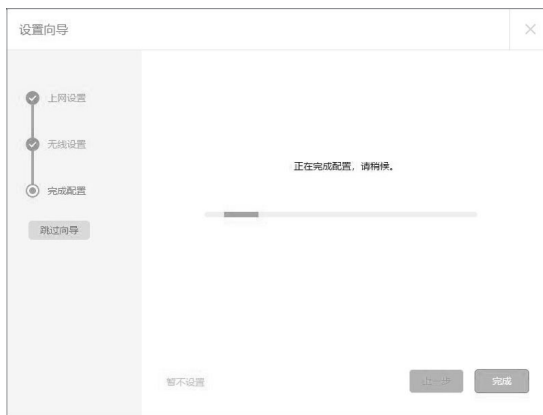 设置向导
上网设置
无线设置
完成配置
跳过向导
正在完成配置，请稍候。
暂不设置
上一步
完成